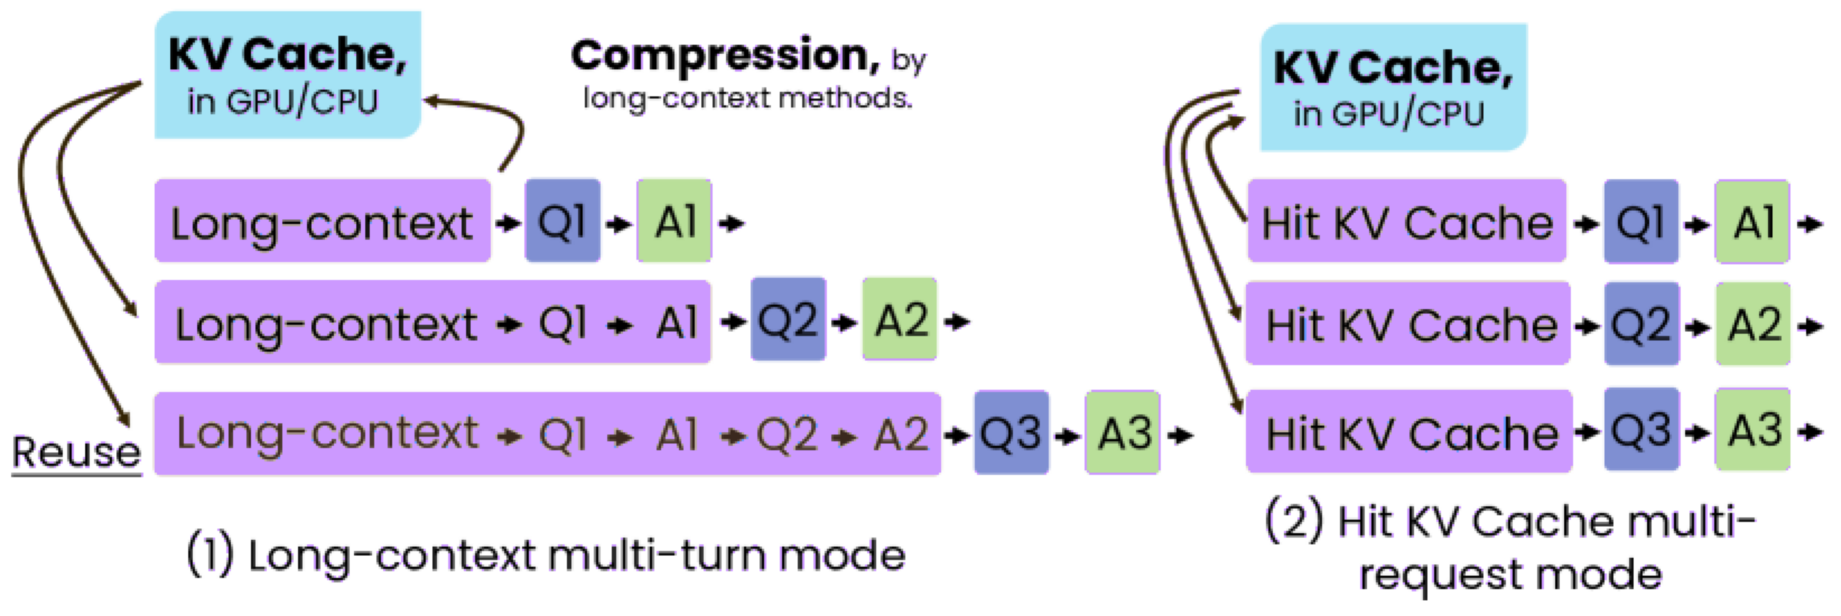 KV Cache,
in GPU/CPU
Compression, by
long-context methods.
Long-context Q1 A1
Long-context Q1 A1 Q2 A2
Reuse
Long-context Q1 A1 Q2 A2 Q3 A3
(1) Long-context multi-turn mode
KV Cache,
in GPU/CPU
Hit KV Cache Q1 A1
Hit KV Cache Q2 A2
Hit KV Cache Q3 A3
(2) Hit KV Cache multi-
request mode